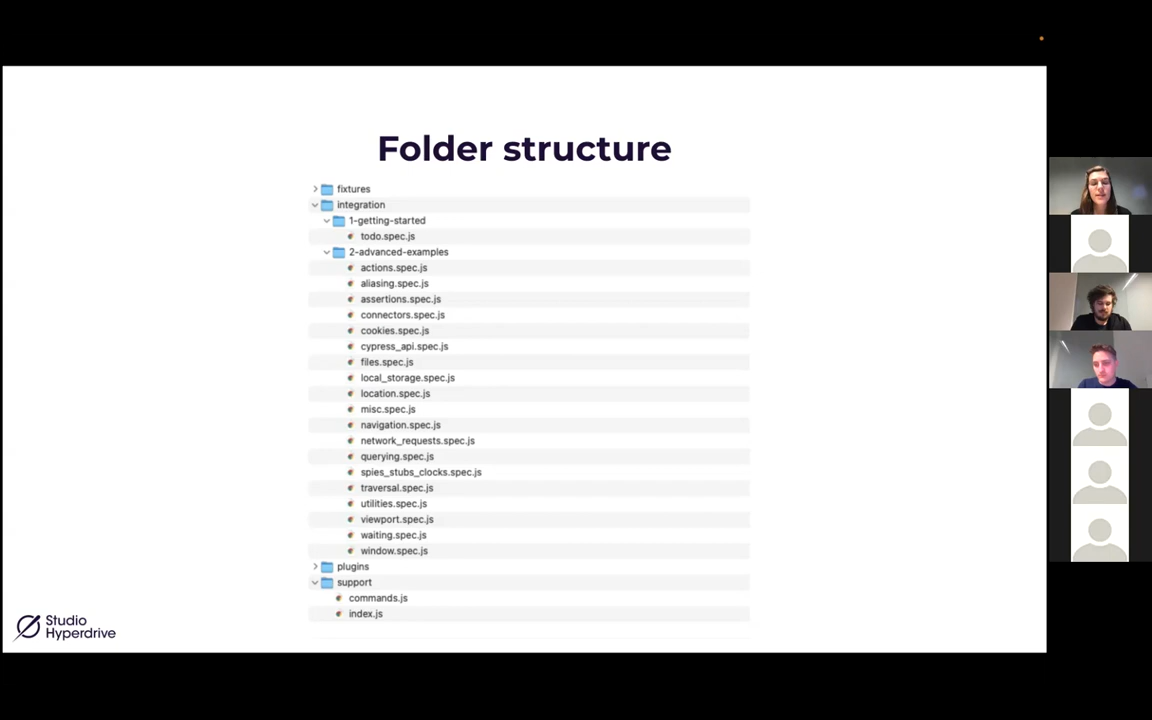 Folder structure
fixtures
integration
1-getting-started
todo.spec.js
2-advanced-examples
actions.spec.js
aliasing.spec.js
assertions.spec.js
connectors.spec.js
cookies.spec.js
cypress_api.spec.js
files.spec.js
local_storage.spec.js
location.spec.js
misc.spec.js
navigation.spec.js
network_requests.spec.js
querying.spec.js
spies_stubs_clocks.spec.js
traversal.spec.js
utilities.spec.js
viewport.spec.js
waiting.spec.js
window.spec.js
plugins
support
commands.js
index.js
Studio
Hyperdrive